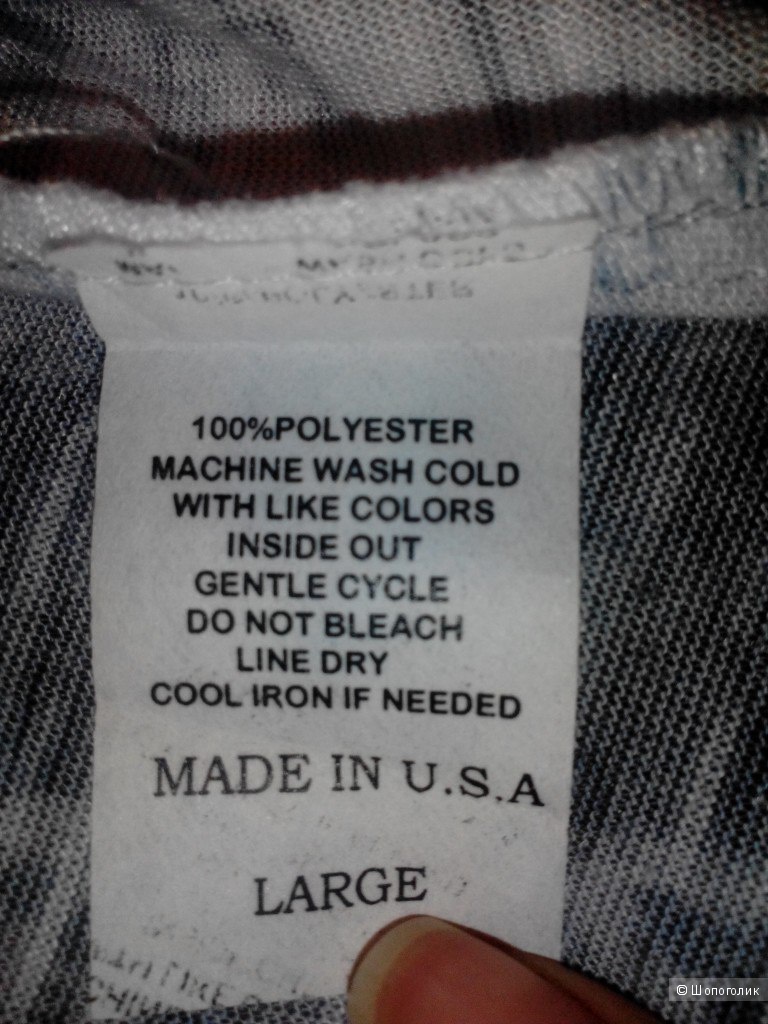 100%POLYESTER
MACHINE WASH COLD
WITH LIKE COLORS
INSIDE OUT
GENTLE CYCLE
DO NOT BLEACH
LINE DRY
COOL IRON IF NEEDED
MADE IN U.S.A
LARGE
© Шопоголик